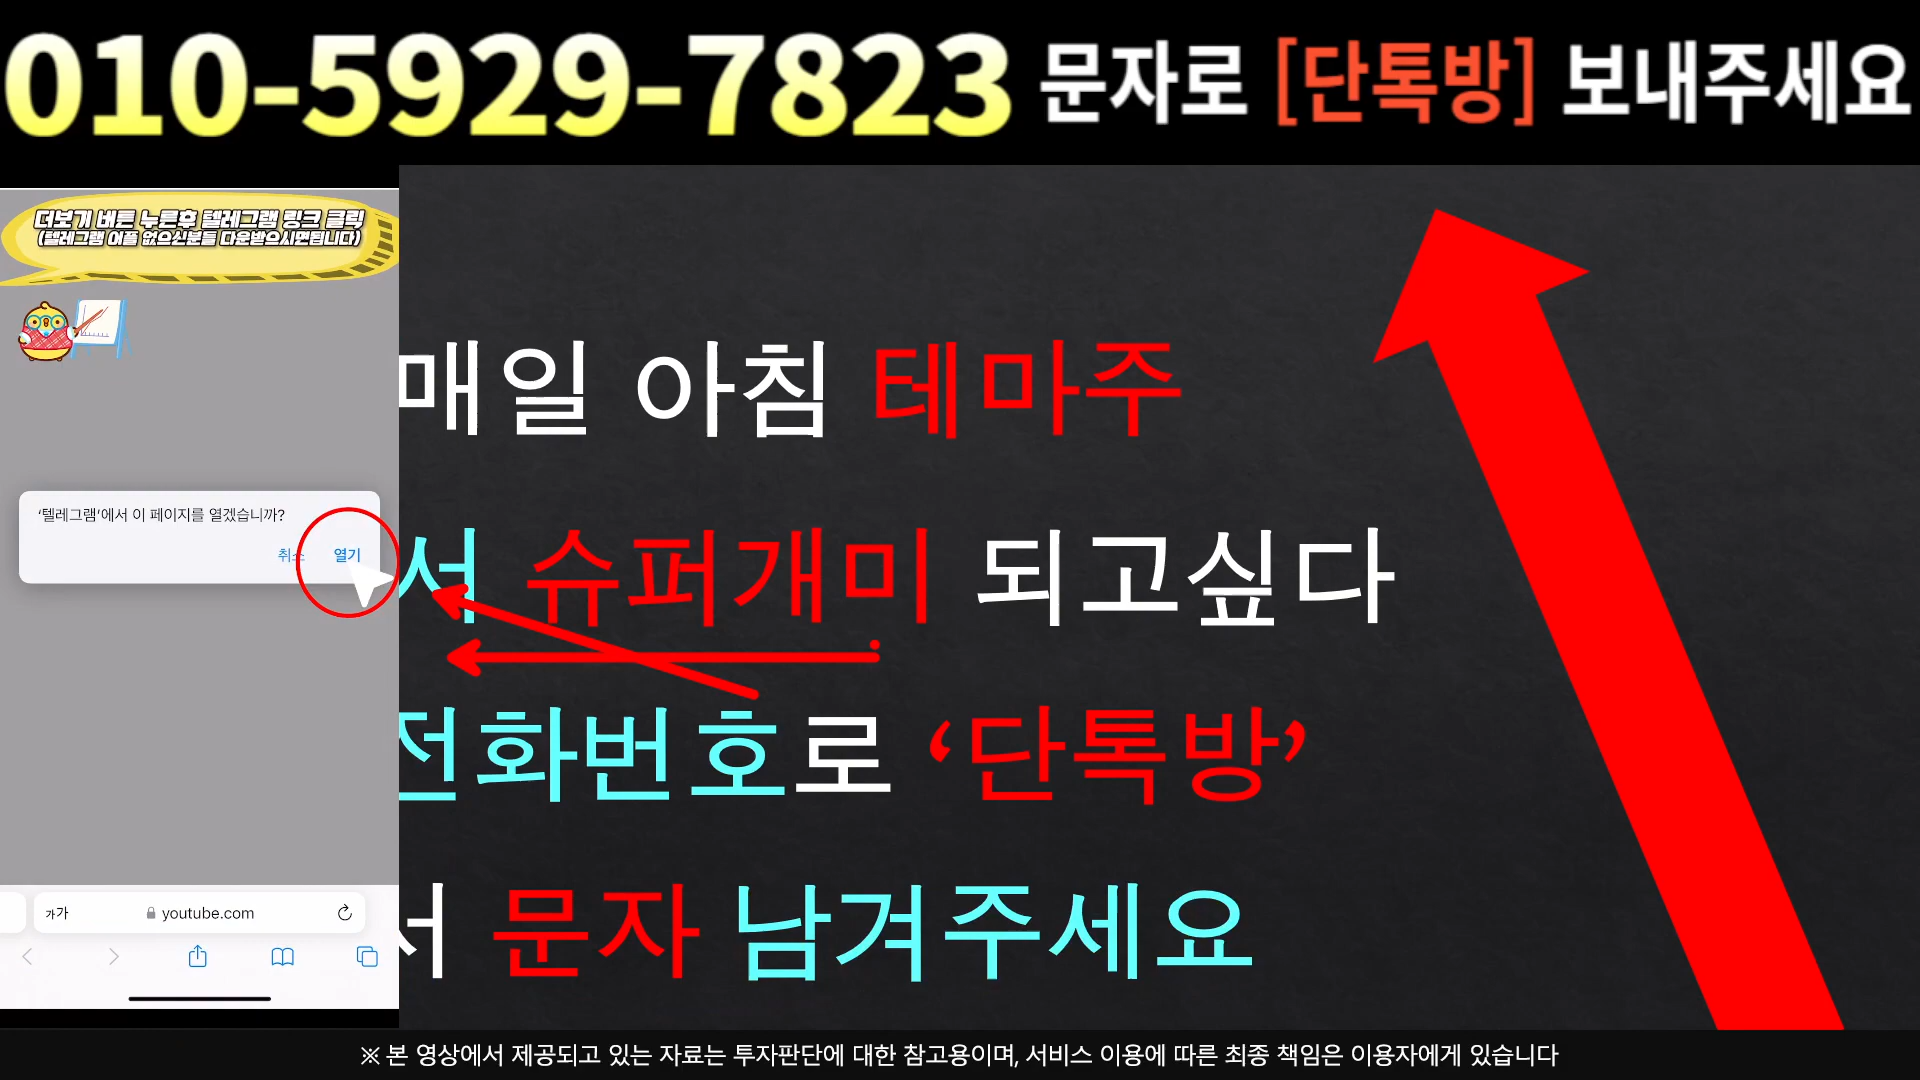 010-5929-7823 문자로 [단톡방] 보내주세요
더보기 버튼 누른후 텔레그램 링크 클릭
(텔레그램 어플 없으신분들 다운받으시면됩니다)
매일 아침 테마주
서 슈퍼개미 되고싶다
‘텔레그램’에서 이 페이지를 열겠습니까?
취소 열기
전화번호로 ‘단톡방’
서 문자 남겨주세요
가가 youtube.com
※ 본 영상에서 제공되고 있는 자료는 투자판단에 대한 참고용이며, 서비스 이용에 따른 최종 책임은 이용자에게 있습니다